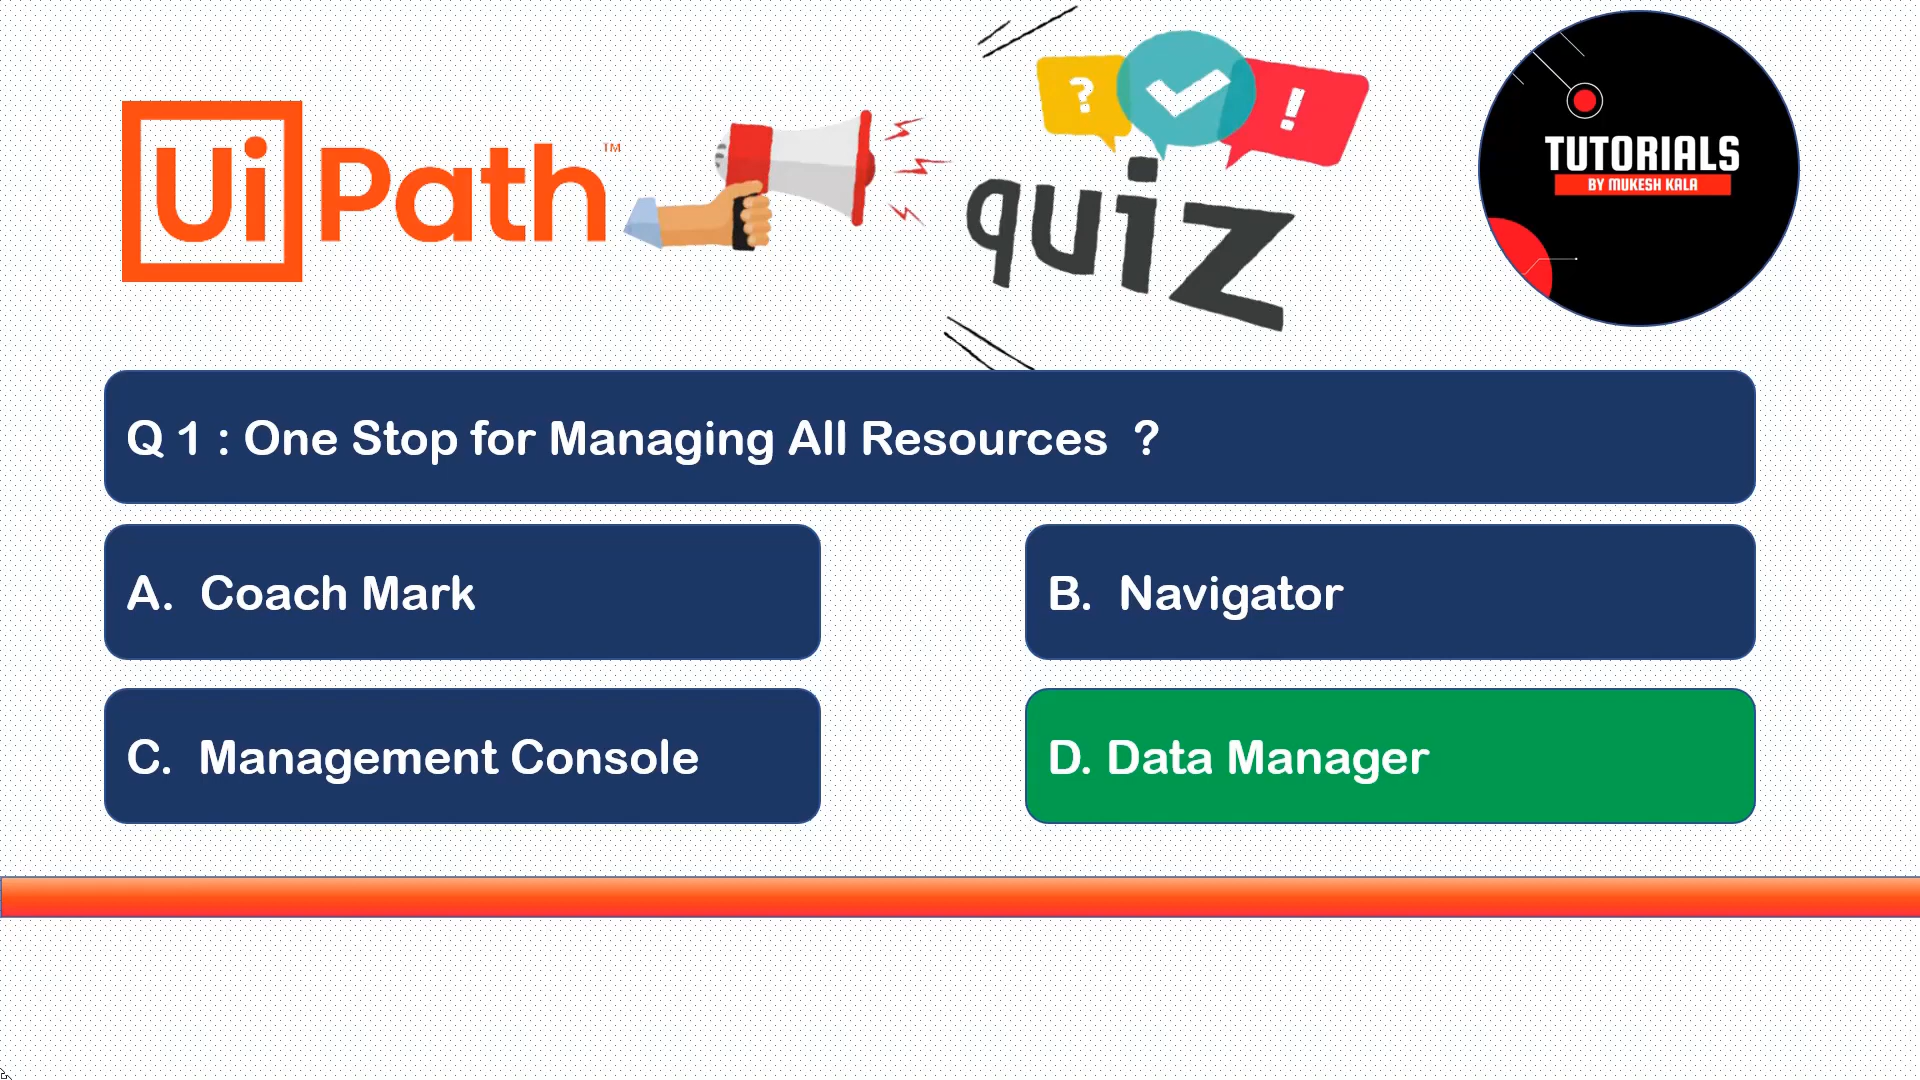 UiPath™
? !
quiz
TUTORIALS
BY MUKESH KALA
Q 1 : One Stop for Managing All Resources ?
A. Coach Mark
B. Navigator
C. Management Console
D. Data Manager